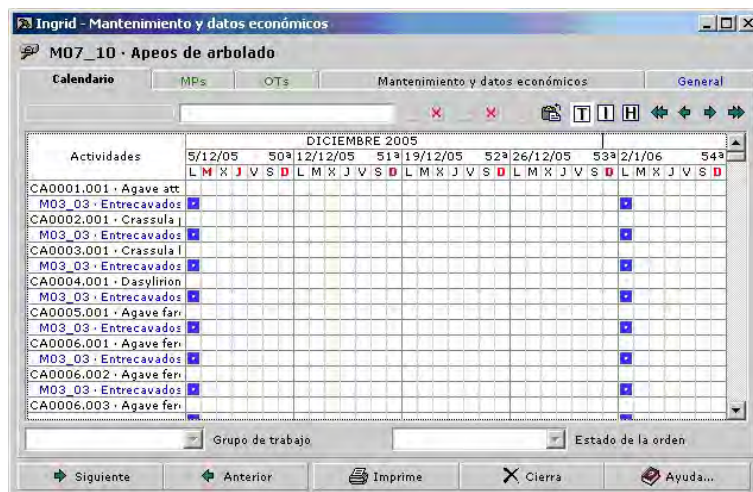 Ingrid - Mantenimiento y datos económicos
M07_10 · Apeos de arbolado
Calendario MPs OTs Mantenimiento y datos económicos General
T I H
DICIEMBRE 2005
Actividades 5/12/05 50ª 12/12/05 51ª 19/12/05 52ª 26/12/05 53ª 2/1/06 54ª
L M X J V S D L M X J V S D L M X J V S D L M X J V S D L M X J V S D
CA0001.001 · Agave att
M03_03 · Entrecavados
CA0002.001 · Crassula
M03_03 · Entrecavados
CA0003.001 · Crassula l
M03_03 · Entrecavados
CA0004.001 · Dasylirion
M03_03 · Entrecavados
CA0005.001 · Agave fer
M03_03 · Entrecavados
CA0006.001 · Agave fer
M03_03 · Entrecavados
CA0006.002 · Agave fer
M03_03 · Entrecavados
CA0006.003 · Agave fer
Grupo de trabajo Estado de la orden
Siguiente Anterior Imprime Cierra Ayuda...